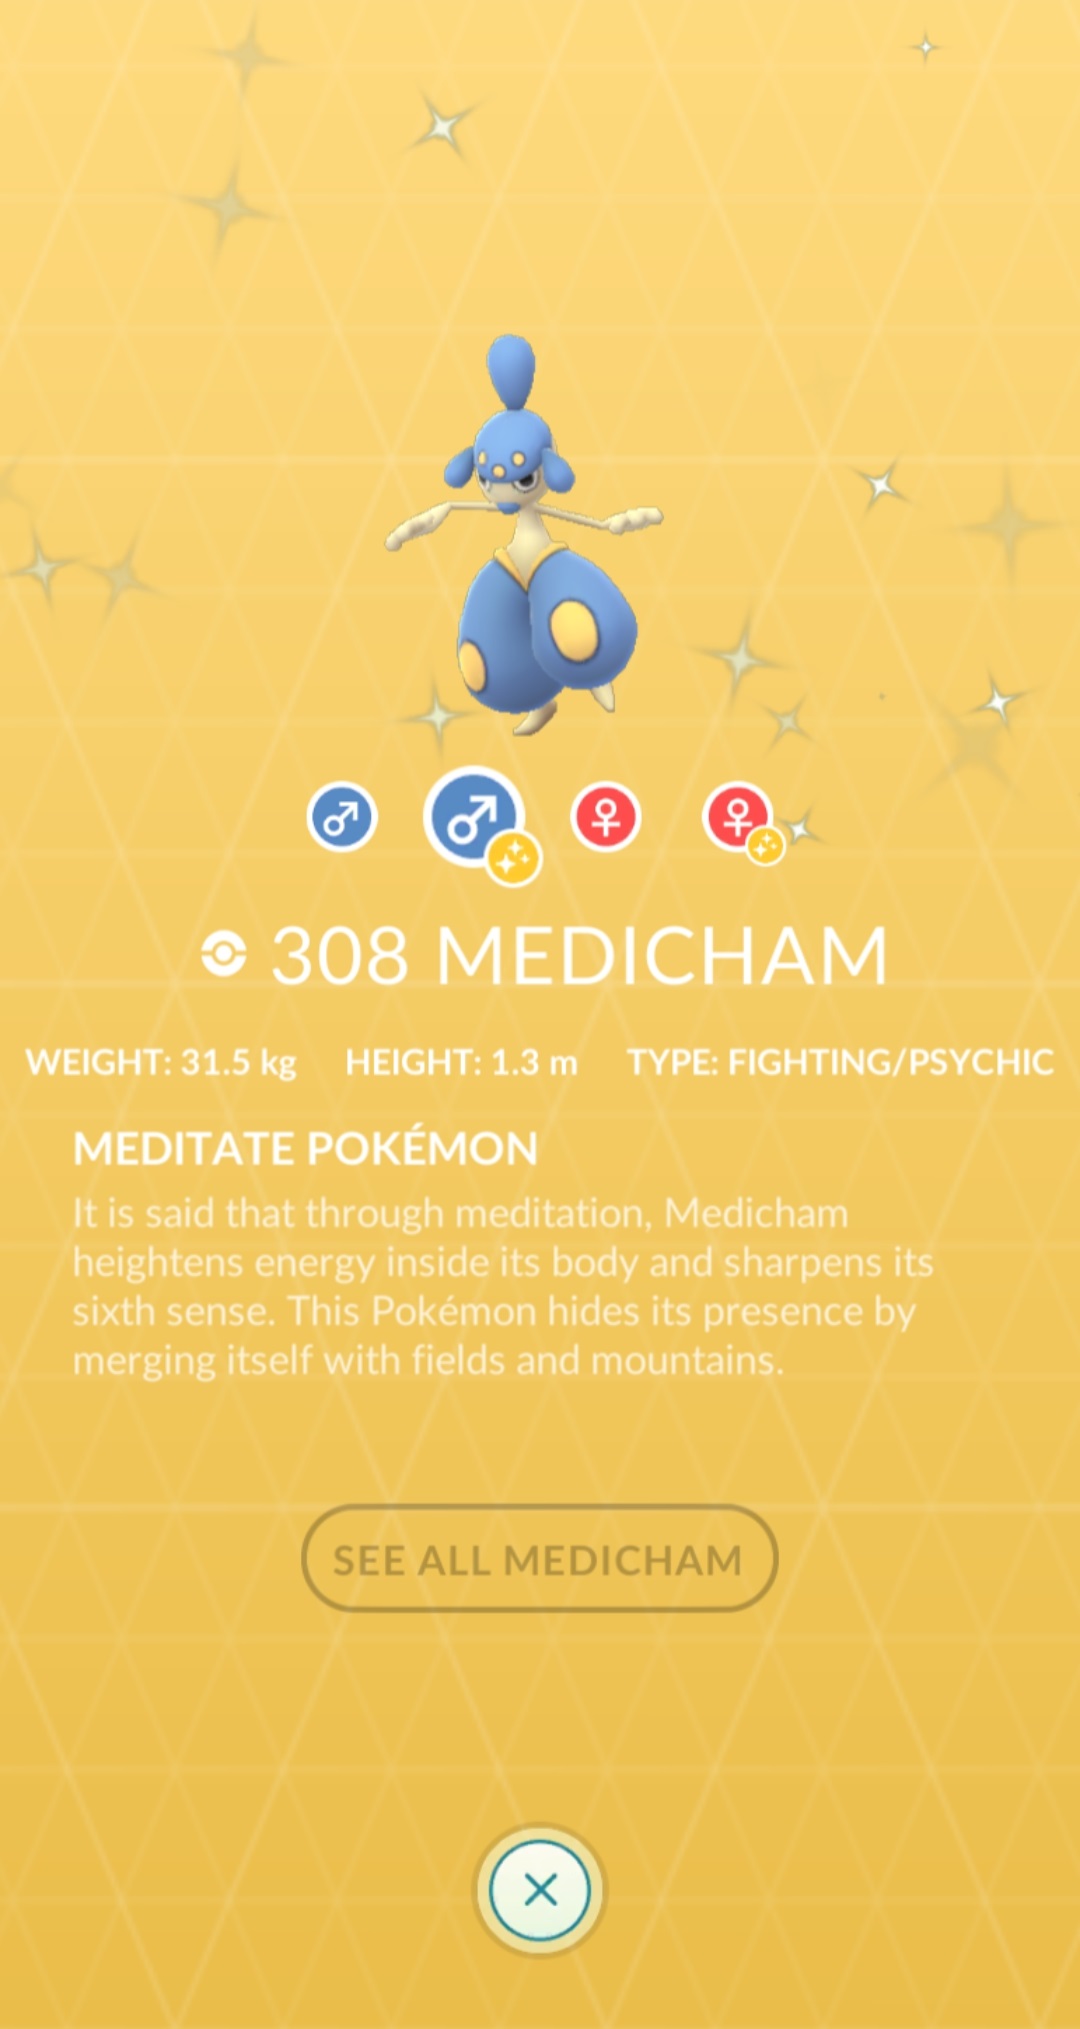 308 MEDICHAM
WEIGHT: 31.5 kg HEIGHT: 1.3 m TYPE: FIGHTING/PSYCHIC
MEDITATE POKÉMON
It is said that through meditation, Medicham
heightens energy inside its body and sharpens its
sixth sense. This Pokémon hides its presence by
merging itself with fields and mountains.
SEE ALL MEDICHAM